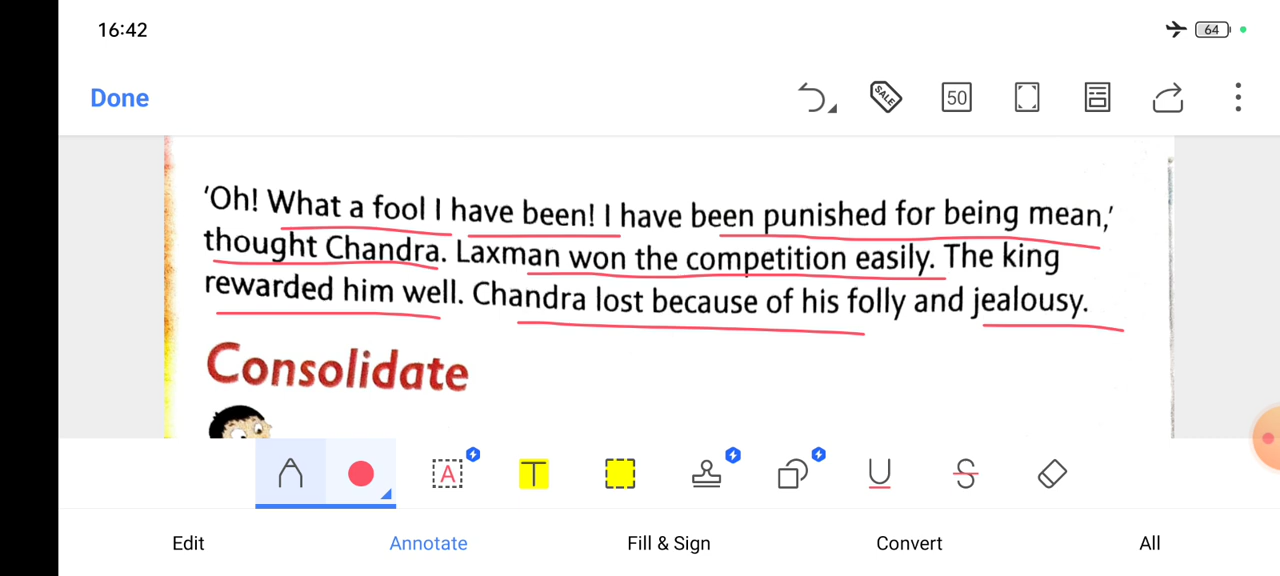 16:42
64
Done
SALE
50
'Oh! What a fool I have been! I have been punished for being mean,'
thought Chandra. Laxman won the competition easily. The king
rewarded him well. Chandra lost because of his folly and jealousy.
Consolidate
A
T
U
S
Edit
Annotate
Fill & Sign
Convert
All